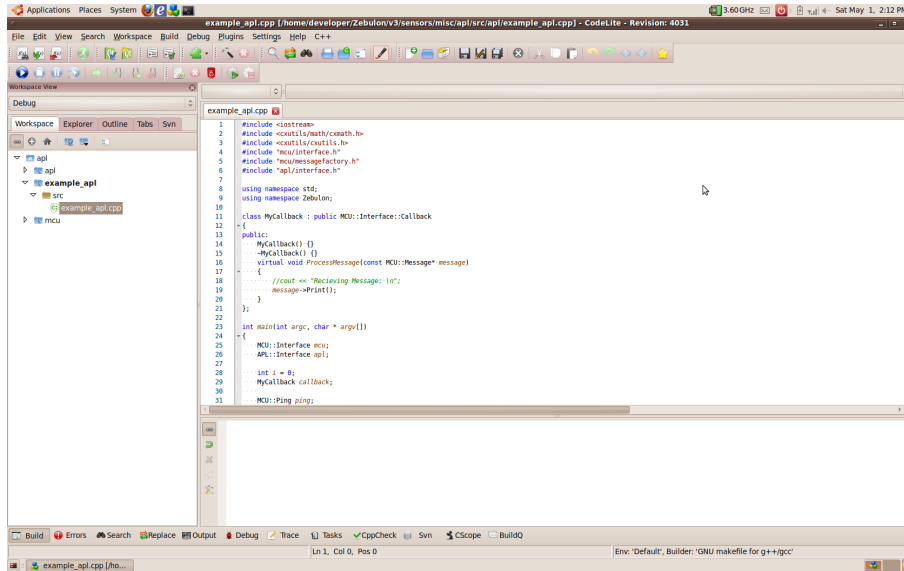 Applications Places System 3.60 GHz Sat May 1, 2:12 PM
example_apl.cpp [/home/developer/Zebulon/v3/sensors/misc/apl/src/apl/example_apl.cpp] - CodeLite - Revision: 4031
File Edit View Search Workspace Build Debug Plugins Settings Help C++
Workspace View
Debug
example_apl.cpp
Workspace Explorer Outline Tabs Svn
apl
apl
example_apl
src
example_apl.cpp
mcu
1 #include <iostream>
2 #include <cxutils/math/cxmath.h>
3 #include <cxutils/cxutils.h>
4 #include "mcu/interface.h"
5 #include "mcu/messagefactory.h"
6 #include "apl/interface.h"
7
8 using namespace std;
9 using namespace Zebulon;
10
11 class MyCallback : public MCU::Interface::Callback
12 {
13 public:
14 MyCallback() {}
15 ~MyCallback() {}
16 virtual void ProcessMessage(const MCU::Message* message)
17 {
18 //cout << "Recieving Message: \n";
19 message->Print();
20 }
21 };
22
23 int main(int argc, char * argv[])
24 {
25 MCU::Interface mcu;
26 APL::Interface apl;
27
28 int i = 0;
29 MyCallback callback;
30
31 MCU::Ping ping;
Build Errors Search Replace Output Debug Trace Tasks CppCheck Svn CScope BuildQ
Ln 1, Col 0, Pos 0 Env: 'Default', Builder: 'GNU makefile for g++/gcc'
example_apl.cpp [/ho...